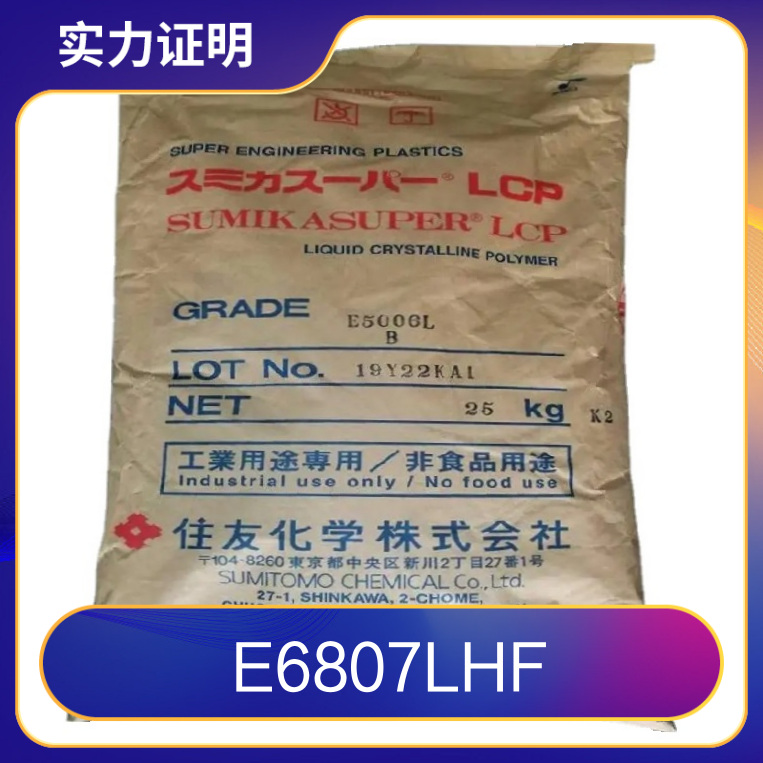 实力证明
SUPER ENGINEERING PLASTICS
スミカスーパー® LCP
SUMIKASUPER® LCP
LIQUID CRYSTALLINE POLYMER
GRADE E5006L
B
LOT No. 19Y22KA1
NET 25 kg K2
工業用途専用／非食品用途
Industrial use only / No food use
住友化学株式会社
〒104-8260 東京都中央区新川2丁目27番1号
SUMITOMO CHEMICAL Co., Ltd.
27-1, SHINKAWA, 2-CHOME,
E6807LHF